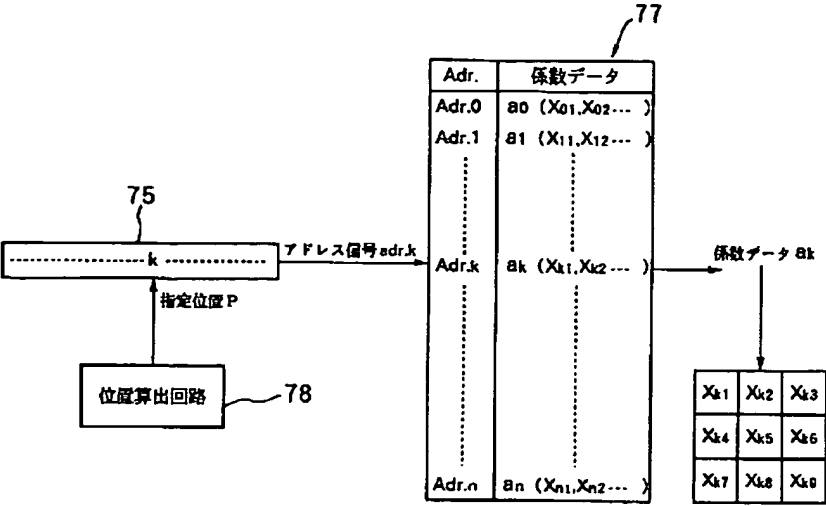 77
Adr. 係数データ
Adr.0 a0 (X01,X02--- )
Adr.1 a1 (X11,X12--- )
75
k
アドレス信号adr.k
Adr.k ak (Xk1,Xk2--- )
係数データ ak
指定位置P
位置算出回路
78
Xk1 Xk2 Xk3
Xk4 Xk5 Xk6
Xk7 Xk8 Xk9
Adr.n an (Xn1,Xn2--- )